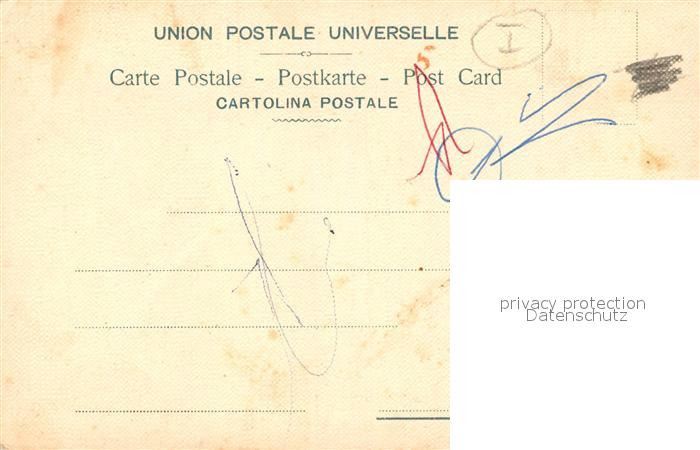 UNION POSTALE UNIVERSELLE
Carte Postale - Postkarte - Post Card
CARTOLINA POSTALE
I
privacy protection
Datenschutz